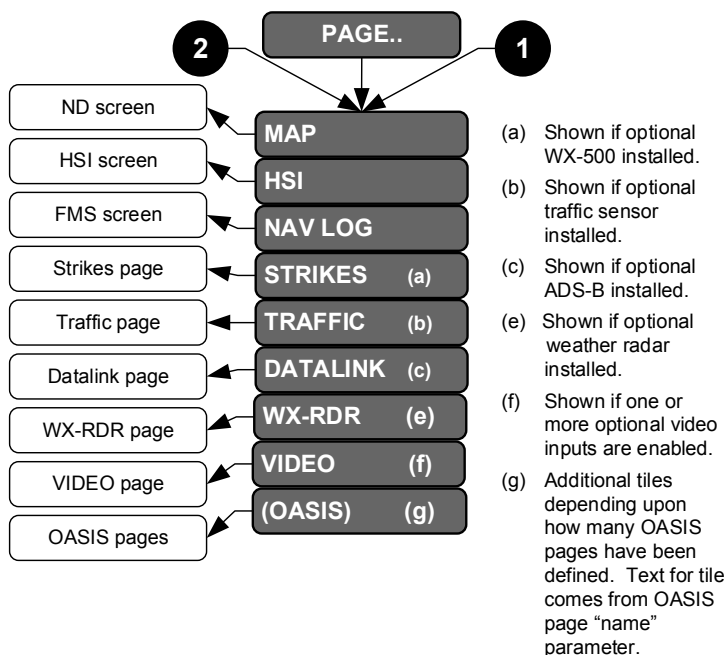 PAGE..
2
1
ND screen
HSI screen
FMS screen
Strikes page
Traffic page
Datalink page
WX-RDR page
VIDEO page
OASIS pages
MAP
HSI
NAV LOG
STRIKES (a)
TRAFFIC (b)
DATALINK (c)
WX-RDR (e)
VIDEO (f)
(OASIS) (g)
(a) Shown if optional
WX-500 installed.
(b) Shown if optional
traffic sensor
installed.
(c) Shown if optional
ADS-B installed.
(e) Shown if optional
weather radar
installed.
(f) Shown if one or
more optional video
inputs are enabled.
(g) Additional tiles
depending upon
how many OASIS
pages have been
defined. Text for tile
comes from OASIS
page “name”
parameter.